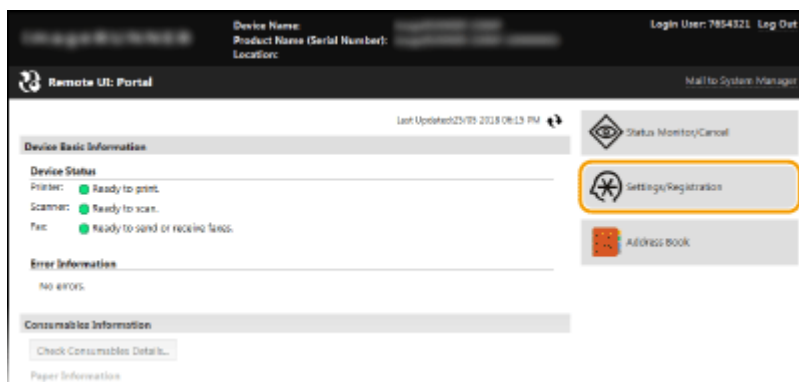 Device Name:
Product Name (Serial Number):
Location:
Login User: 7654321 Log Out
Remote UI: Portal
Mail to System Manager
Last Updated:25/05 2018 06:15 PM
Device Basic Information
Device Status
Printer: Ready to print.
Scanner: Ready to scan.
Fax: Ready to send or receive faxes.
Error Information
No errors.
Consumables Information
Check Consumables Details...
Paper Information
Status Monitor/Cancel
Settings/Registration
Address Book